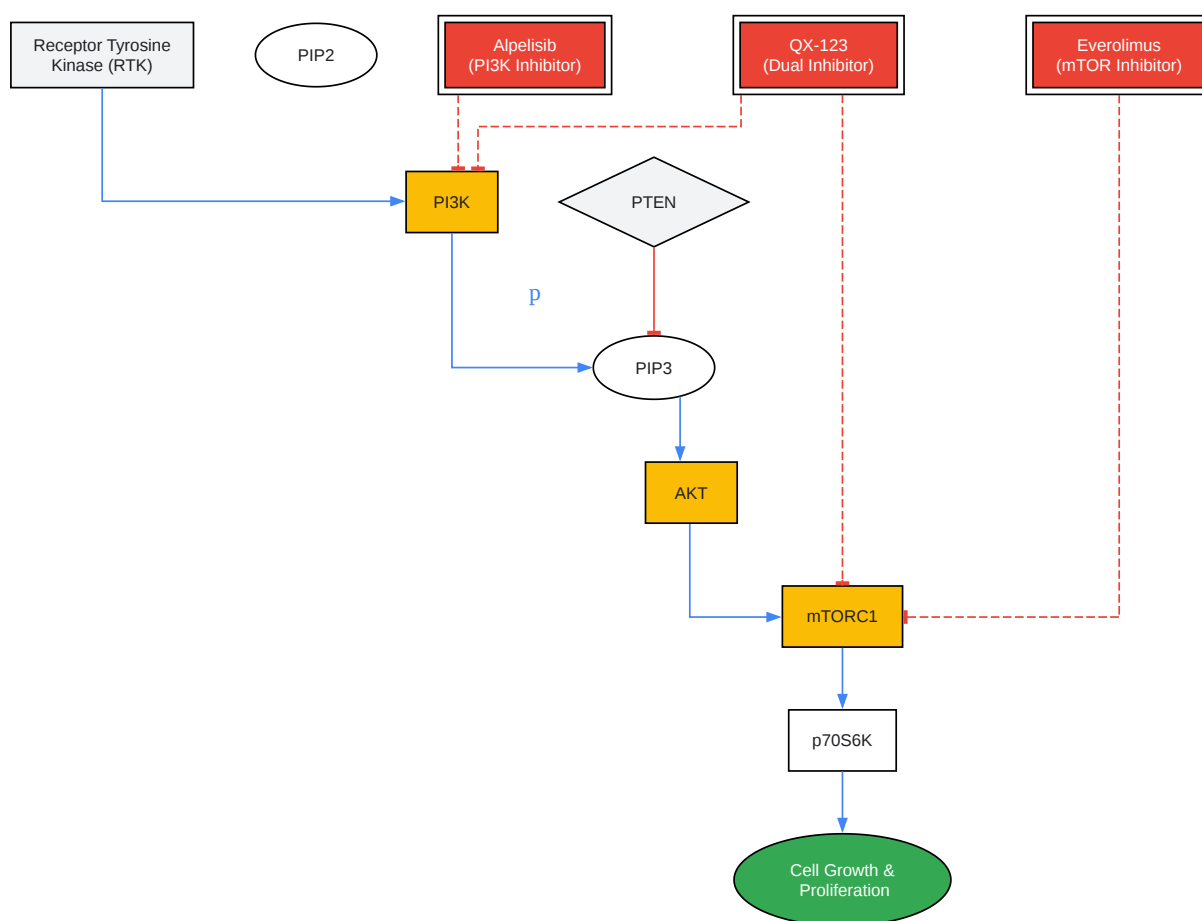 Receptor Tyrosine
Kinase (RTK)
PIP2
Alpelisib
(PI3K Inhibitor)
QX-123
(Dual Inhibitor)
Everolimus
(mTOR Inhibitor)
PI3K
PTEN
p
PIP3
AKT
mTORC1
p70S6K
Cell Growth &
Proliferation